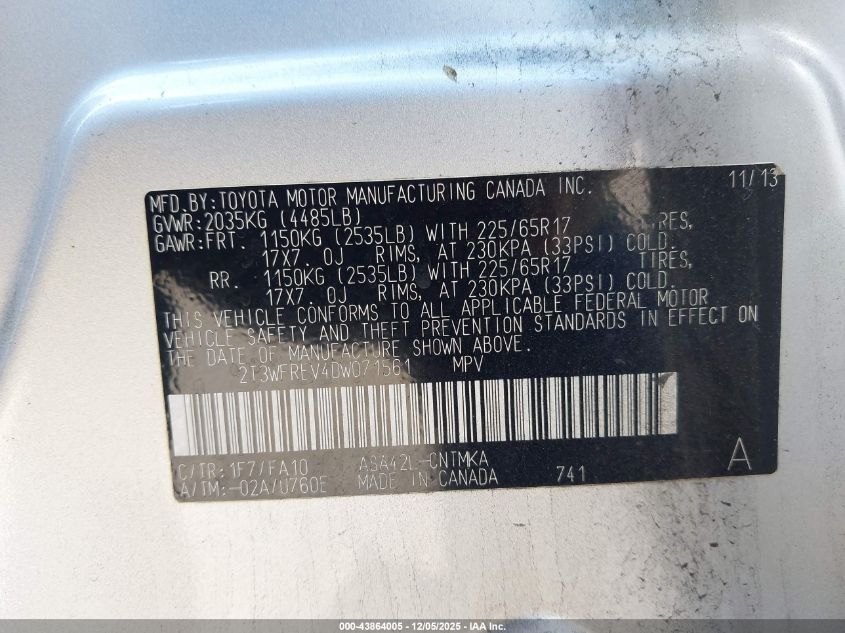 MFD.BY:TOYOTA MOTOR MANUFACTURING CANADA INC. 11/13
GVWR:2035KG (4485LB)
GAWR:FRT. 1150KG (2535LB) WITH 225/65R17 TIRES,
17X7.0J RIMS, AT 230KPA (33PSI) COLD.
RR. 1150KG (2535LB) WITH 225/65R17 TIRES,
17X7.0J RIMS, AT 230KPA (33PSI) COLD.
THIS VEHICLE CONFORMS TO ALL APPLICABLE FEDERAL MOTOR
VEHICLE SAFETY AND THEFT PREVENTION STANDARDS IN EFFECT ON
THE DATE OF MANUFACTURE SHOWN ABOVE.
2T3WFREV4DW071561 MPV
C/TR:1F7/FA10 ASA42L-CNTMKA
A/TM:-02A/U760E MADE IN CANADA 741 A
000-43864005 - 12/05/2025 - IAA Inc.